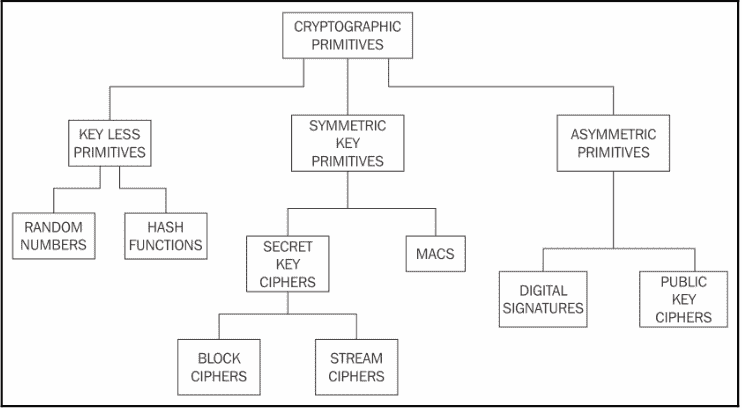 CRYPTOGRAPHIC
PRIMITIVES
KEY LESS
PRIMITIVES
SYMMETRIC
KEY
PRIMITIVES
ASYMMETRIC
PRIMITIVES
RANDOM
NUMBERS
HASH
FUNCTIONS
SECRET
KEY
CIPHERS
MACS
DIGITAL
SIGNATURES
PUBLIC
KEY
CIPHERS
BLOCK
CIPHERS
STREAM
CIPHERS